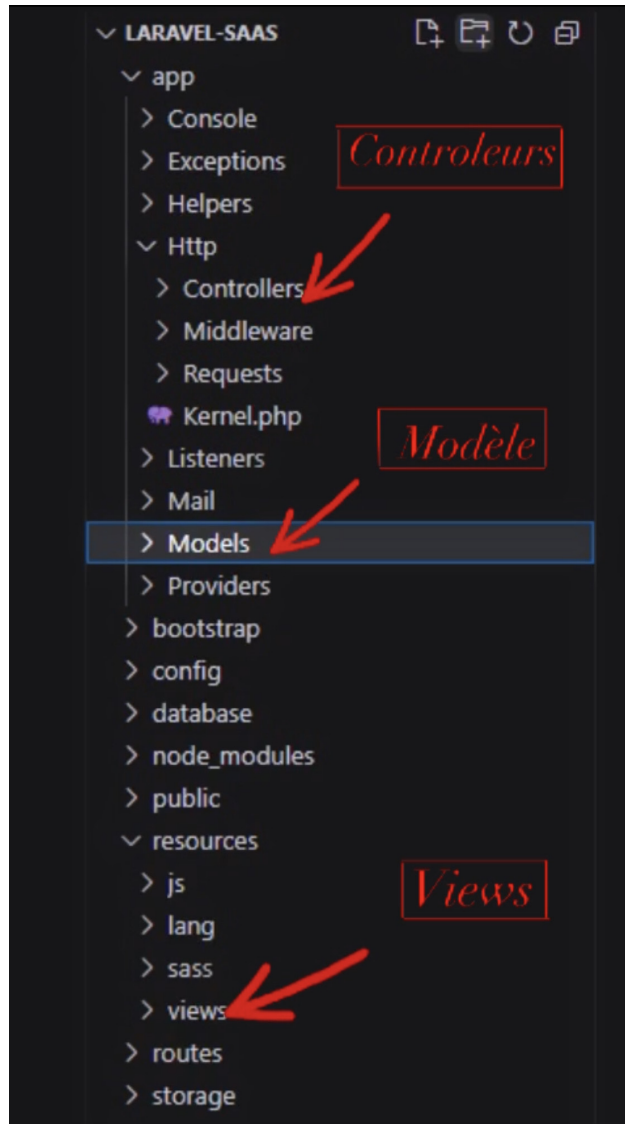 LARAVEL-SAAS
app
Console
Controleurs
Exceptions
Helpers
Http
Controllers
Middleware
Requests
Kernel.php
Modèle
Listeners
Mail
Models
Providers
bootstrap
config
database
node_modules
public
resources
js
Views
lang
sass
views
routes
storage